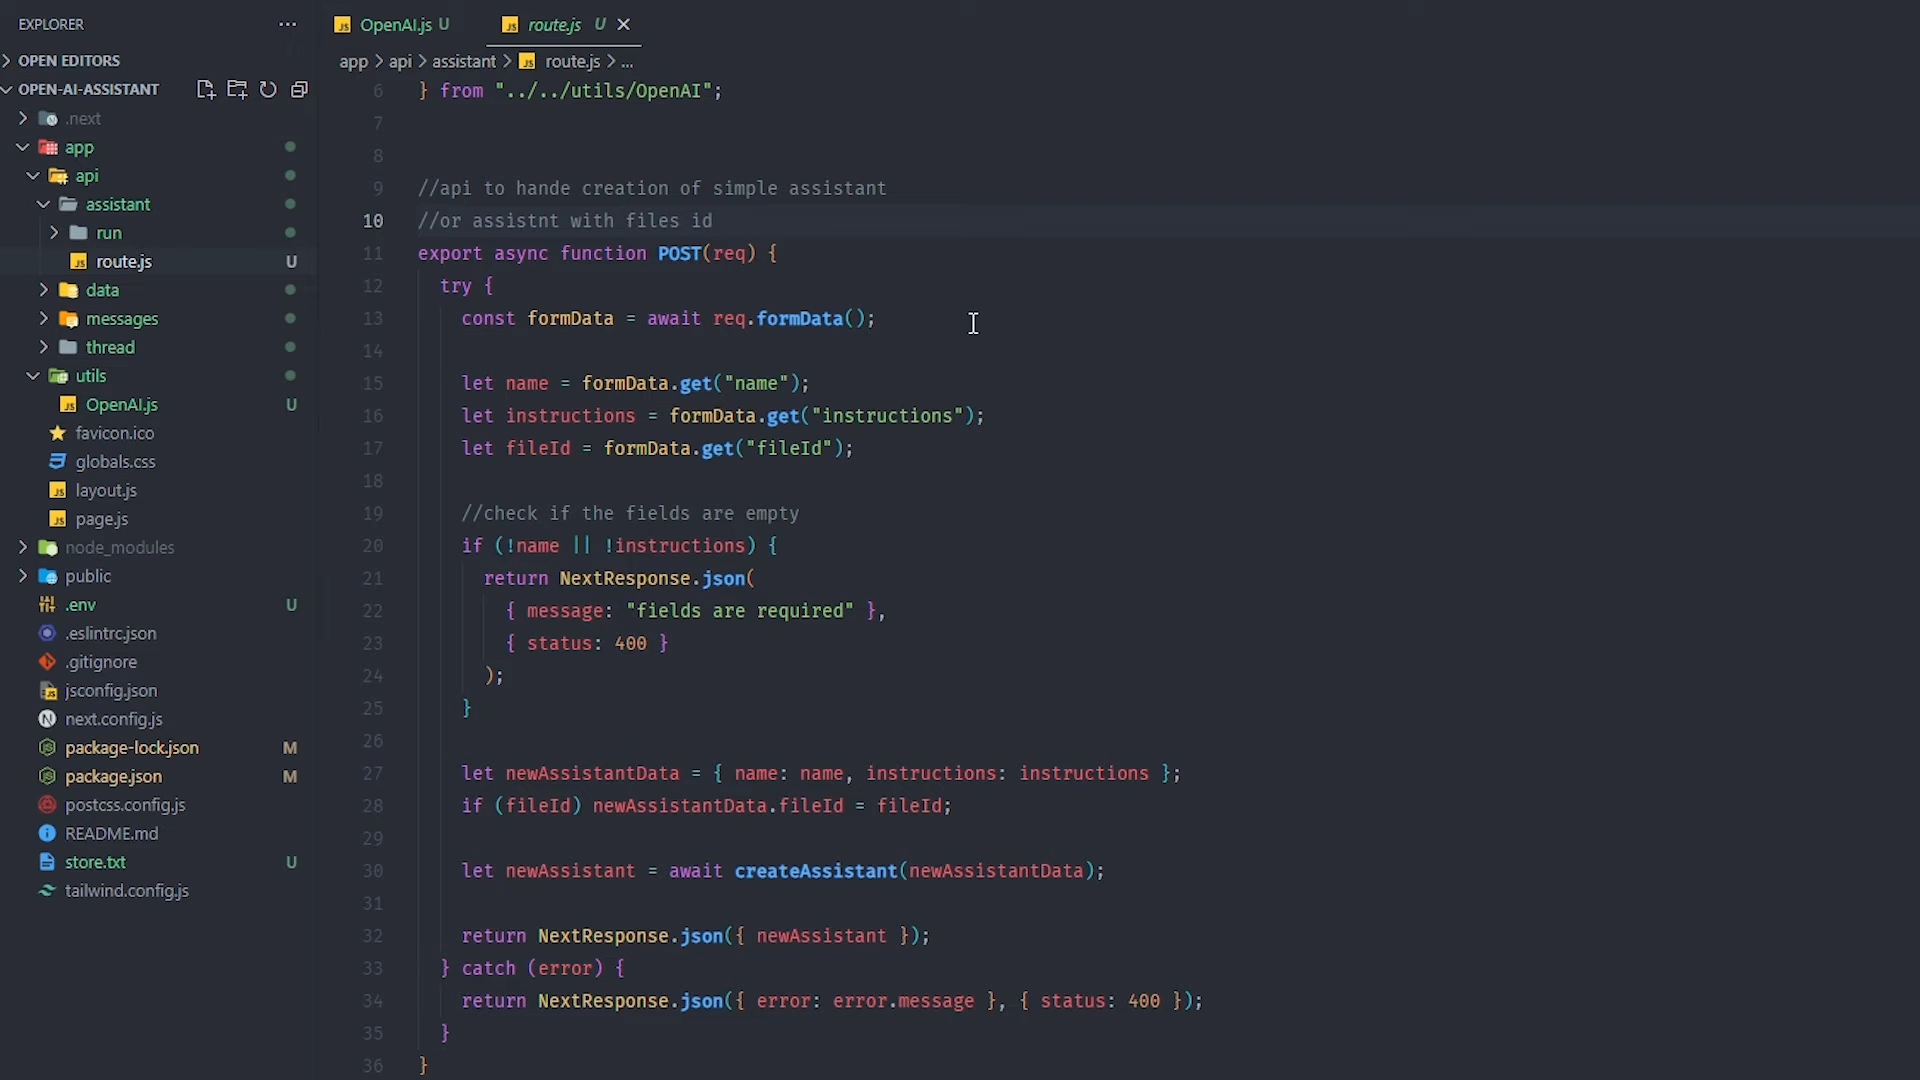 EXPLORER
OPEN EDITORS
OPEN-AI-ASSISTANT
.next
app
api
assistant
run
route.js U
data
messages
thread
utils
OpenAI.js U
favicon.ico
globals.css
layout.js
page.js
node_modules
public
.env U
.eslintrc.json
.gitignore
jsconfig.json
next.config.js
package-lock.json M
package.json M
postcss.config.js
README.md
store.txt U
tailwind.config.js
OpenAI.js U route.js U
app > api > assistant > route.js > ...
6 } from "../../utils/OpenAI";
7
8
9 //api to hande creation of simple assistant
10 //or assistnt with files id
11 export async function POST(req) {
12 try {
13 const formData = await req.formData();
14
15 let name = formData.get("name");
16 let instructions = formData.get("instructions");
17 let fileId = formData.get("fileId");
18
19 //check if the fields are empty
20 if (!name || !instructions) {
21 return NextResponse.json(
22 { message: "fields are required" },
23 { status: 400 }
24 );
25 }
26
27 let newAssistantData = { name: name, instructions: instructions };
28 if (fileId) newAssistantData.fileId = fileId;
29
30 let newAssistant = await createAssistant(newAssistantData);
31
32 return NextResponse.json({ newAssistant });
33 } catch (error) {
34 return NextResponse.json({ error: error.message }, { status: 400 });
35 }
36 }